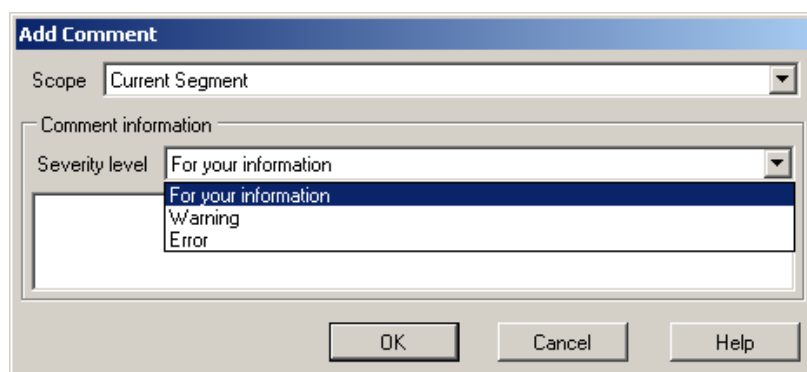 Add Comment
Scope Current Segment
Comment information
Severity level For your information
For your information
Warning
Error
OK Cancel Help